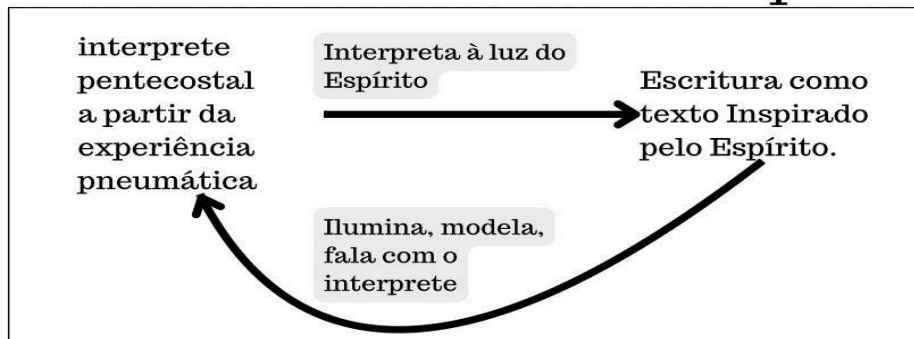 interprete
pentecostal
a partir da
experiência
pneumática
Interpreta à luz do
Espírito
Escritura como
texto Inspirado
pelo Espírito.
Ilumina, modela,
fala com o
interprete